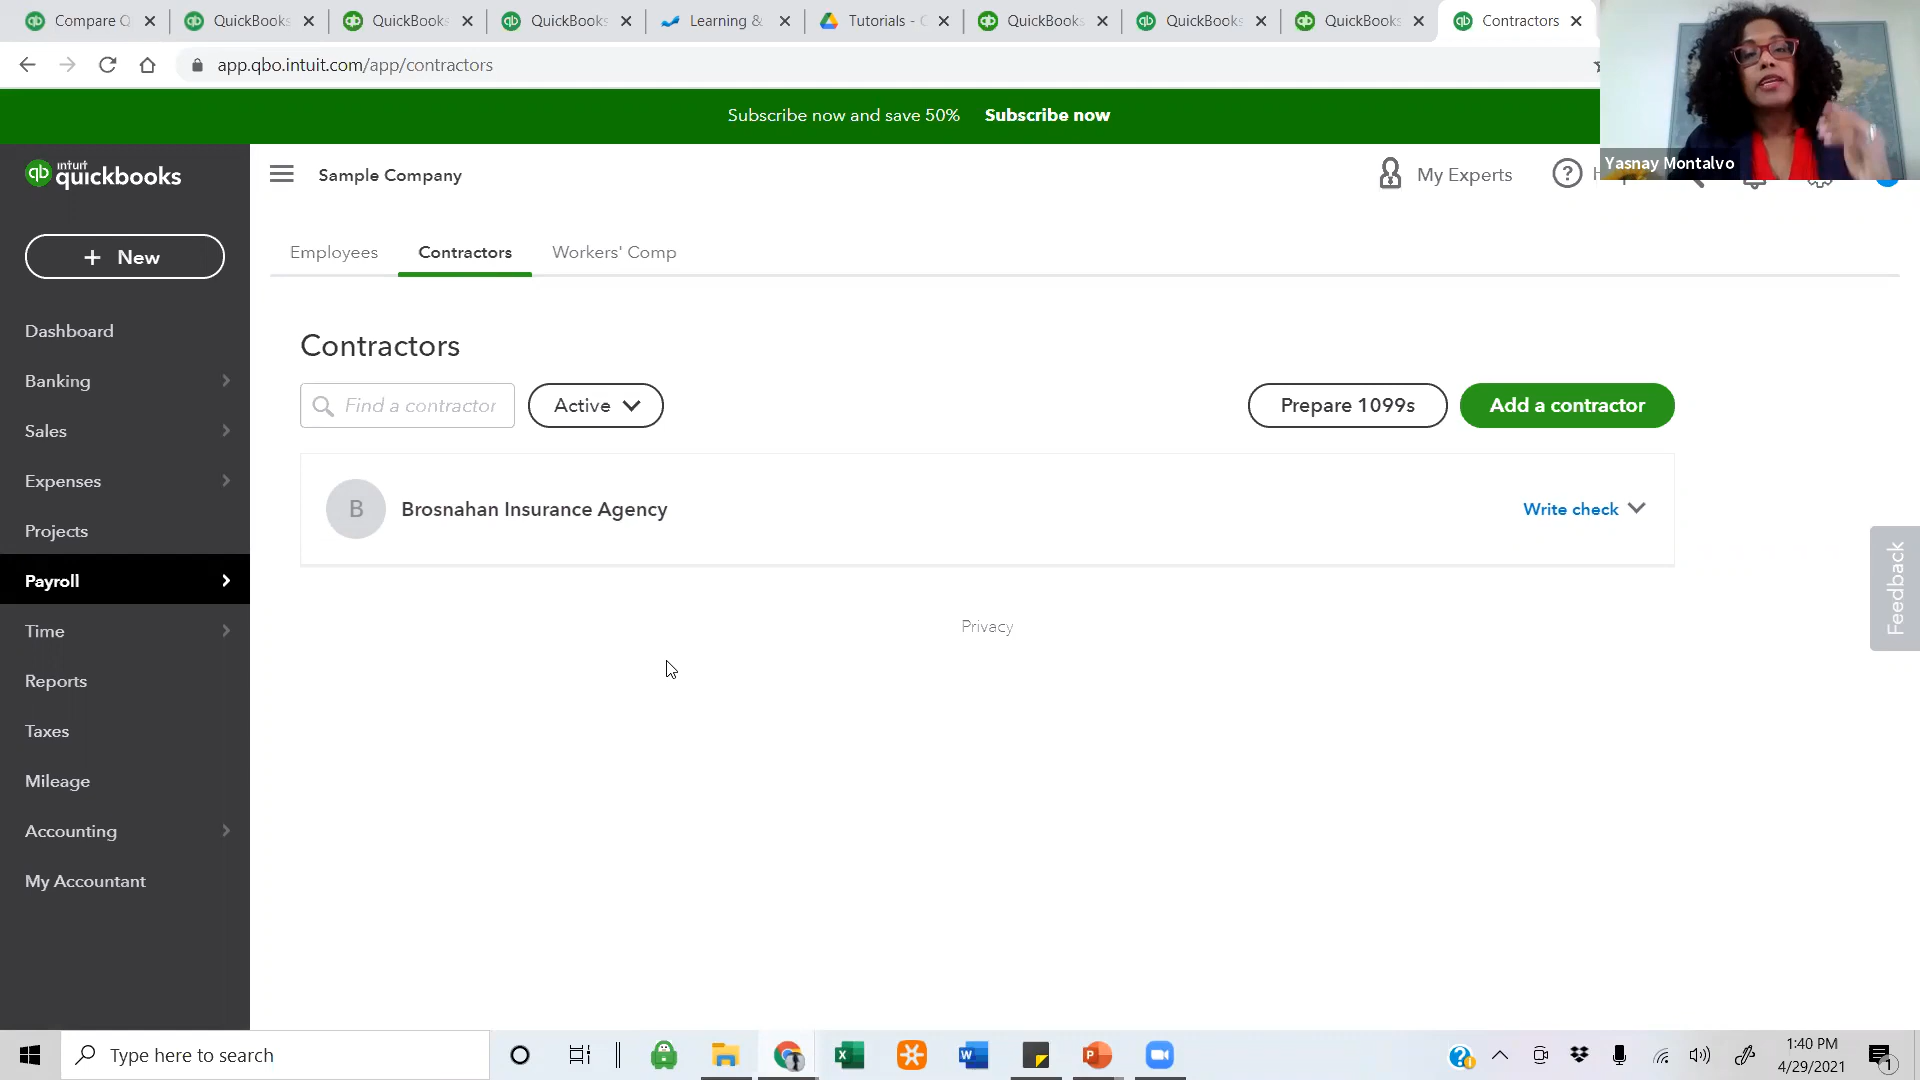 Compare Q
QuickBooks
QuickBooks
QuickBooks
Learning &
Tutorials -
QuickBooks
QuickBooks
QuickBooks
Contractors
app.qbo.intuit.com/app/contractors
Subscribe now and save 50% Subscribe now
Yasnay Montalvo
intuit
quickbooks
Sample Company
My Experts
New
Employees
Contractors
Workers' Comp
Dashboard
Banking
Sales
Expenses
Projects
Payroll
Time
Reports
Taxes
Mileage
Accounting
My Accountant
Contractors
Find a contractor
Active
Prepare 1099s
Add a contractor
B
Brosnahan Insurance Agency
Write check
Privacy
Feedback
Type here to search
1:40 PM
4/29/2021
1